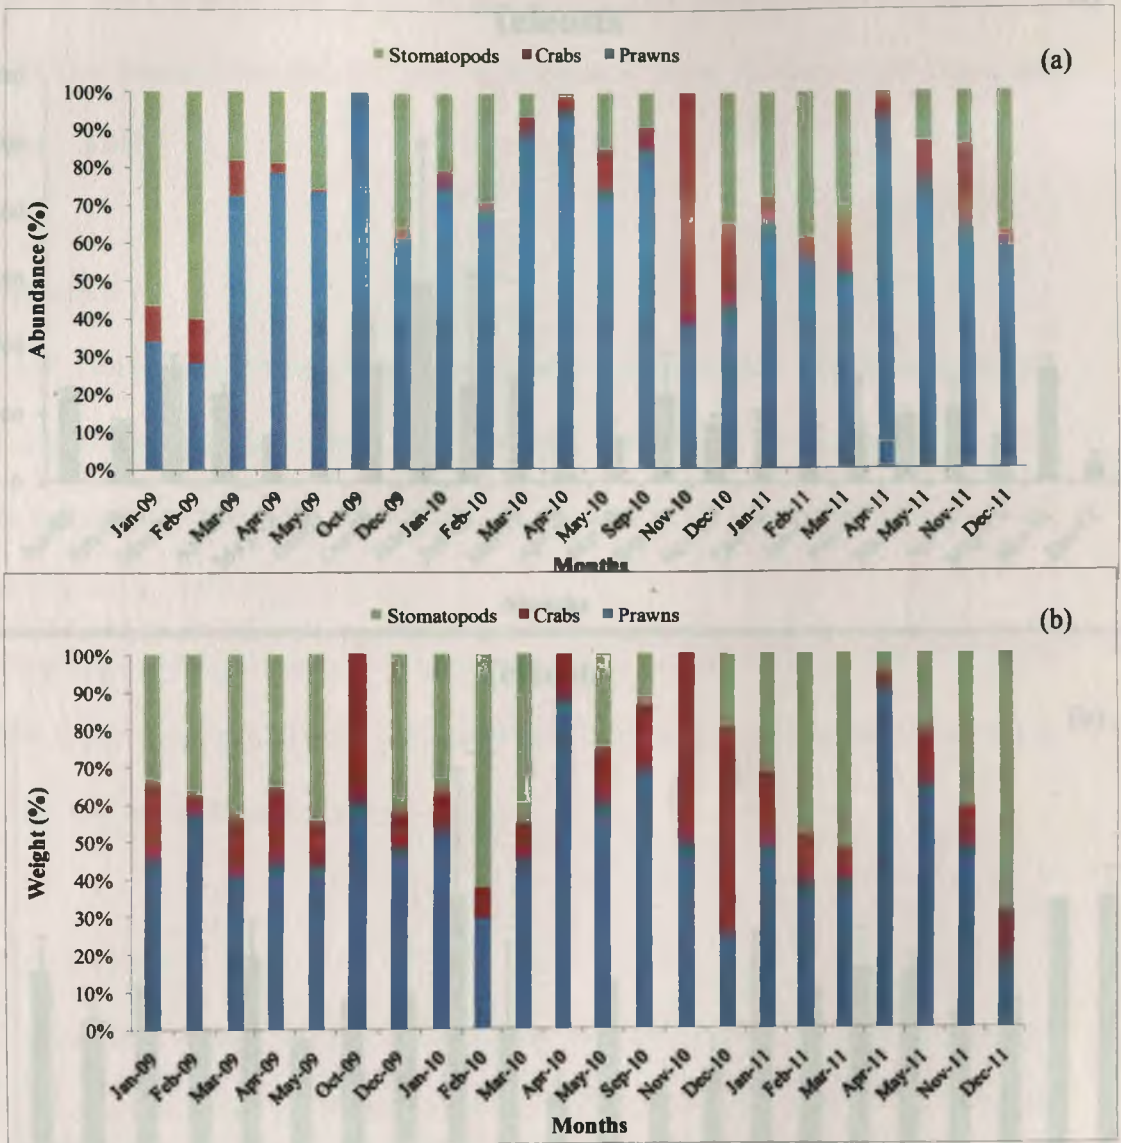 Stomatopods Crabs Prawns
(a)
Abundance (%)
100%
90%
80%
70%
60%
50%
40%
30%
20%
10%
0%
Jan-09 Feb-09 Mar-09 Apr-09 May-09 Oct-09 Dec-09 Jan-10 Feb-10 Mar-10 Apr-10 May-10 Sep-10 Nov-10 Dec-10 Jan-11 Feb-11 Mar-11 Apr-11 May-11 Nov-11 Dec-11
Months
Stomatopods Crabs Prawns
(b)
Weight (%)
100%
90%
80%
70%
60%
50%
40%
30%
20%
10%
0%
Jan-09 Feb-09 Mar-09 Apr-09 May-09 Oct-09 Dec-09 Jan-10 Feb-10 Mar-10 Apr-10 May-10 Sep-10 Nov-10 Dec-10 Jan-11 Feb-11 Mar-11 Apr-11 May-11 Nov-11 Dec-11
Months